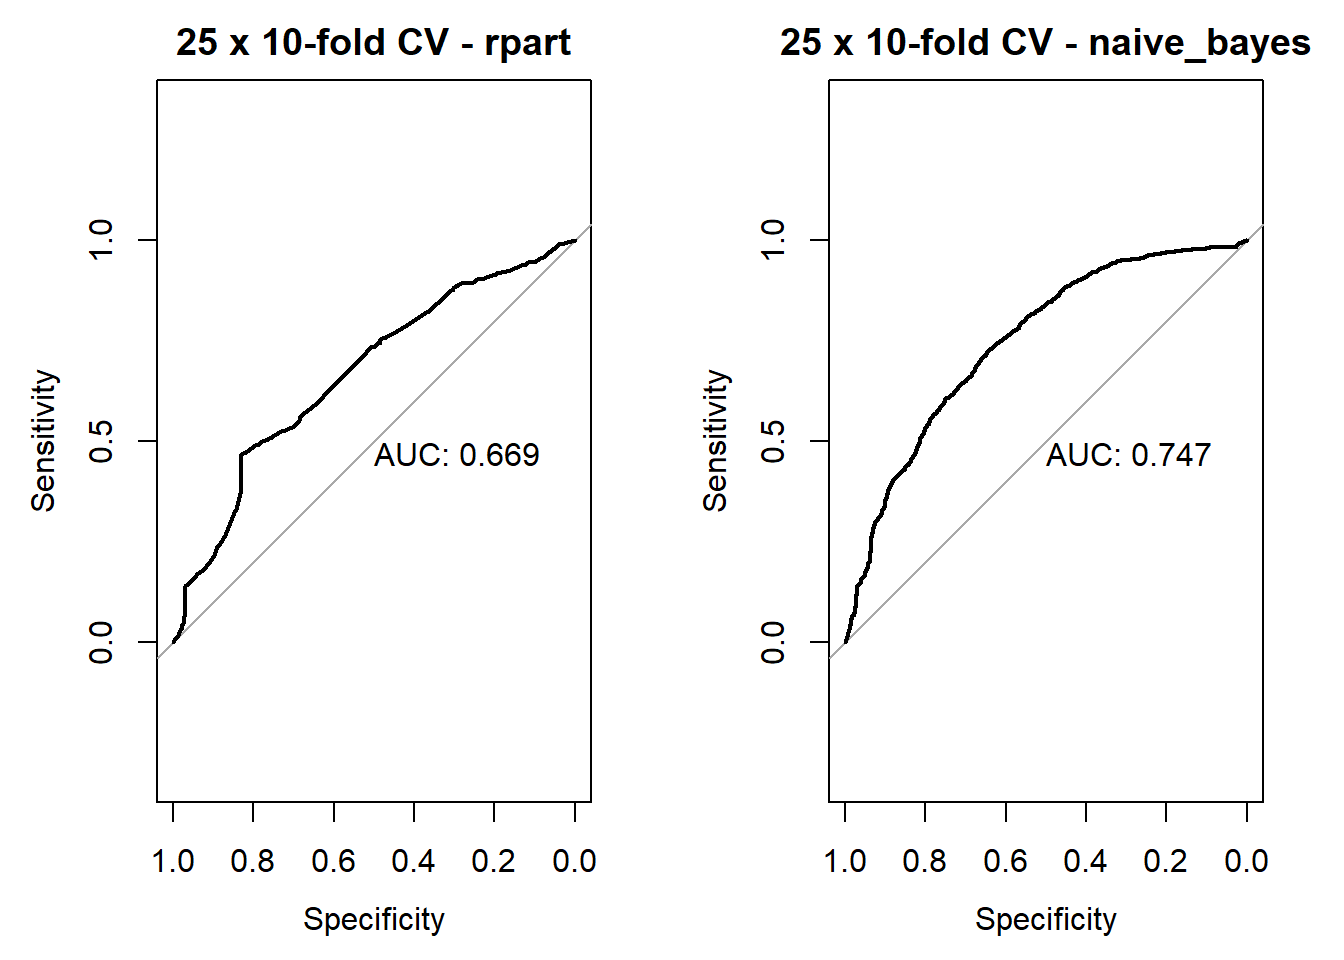 25 x 10-fold CV - rpart
1.0
0.5
0.0
Sensitivity
AUC: 0.669
1.0 0.8 0.6 0.4 0.2 0.0
Specificity
25 x 10-fold CV - naive_bayes
1.0
0.5
0.0
Sensitivity
AUC: 0.747
1.0 0.8 0.6 0.4 0.2 0.0
Specificity